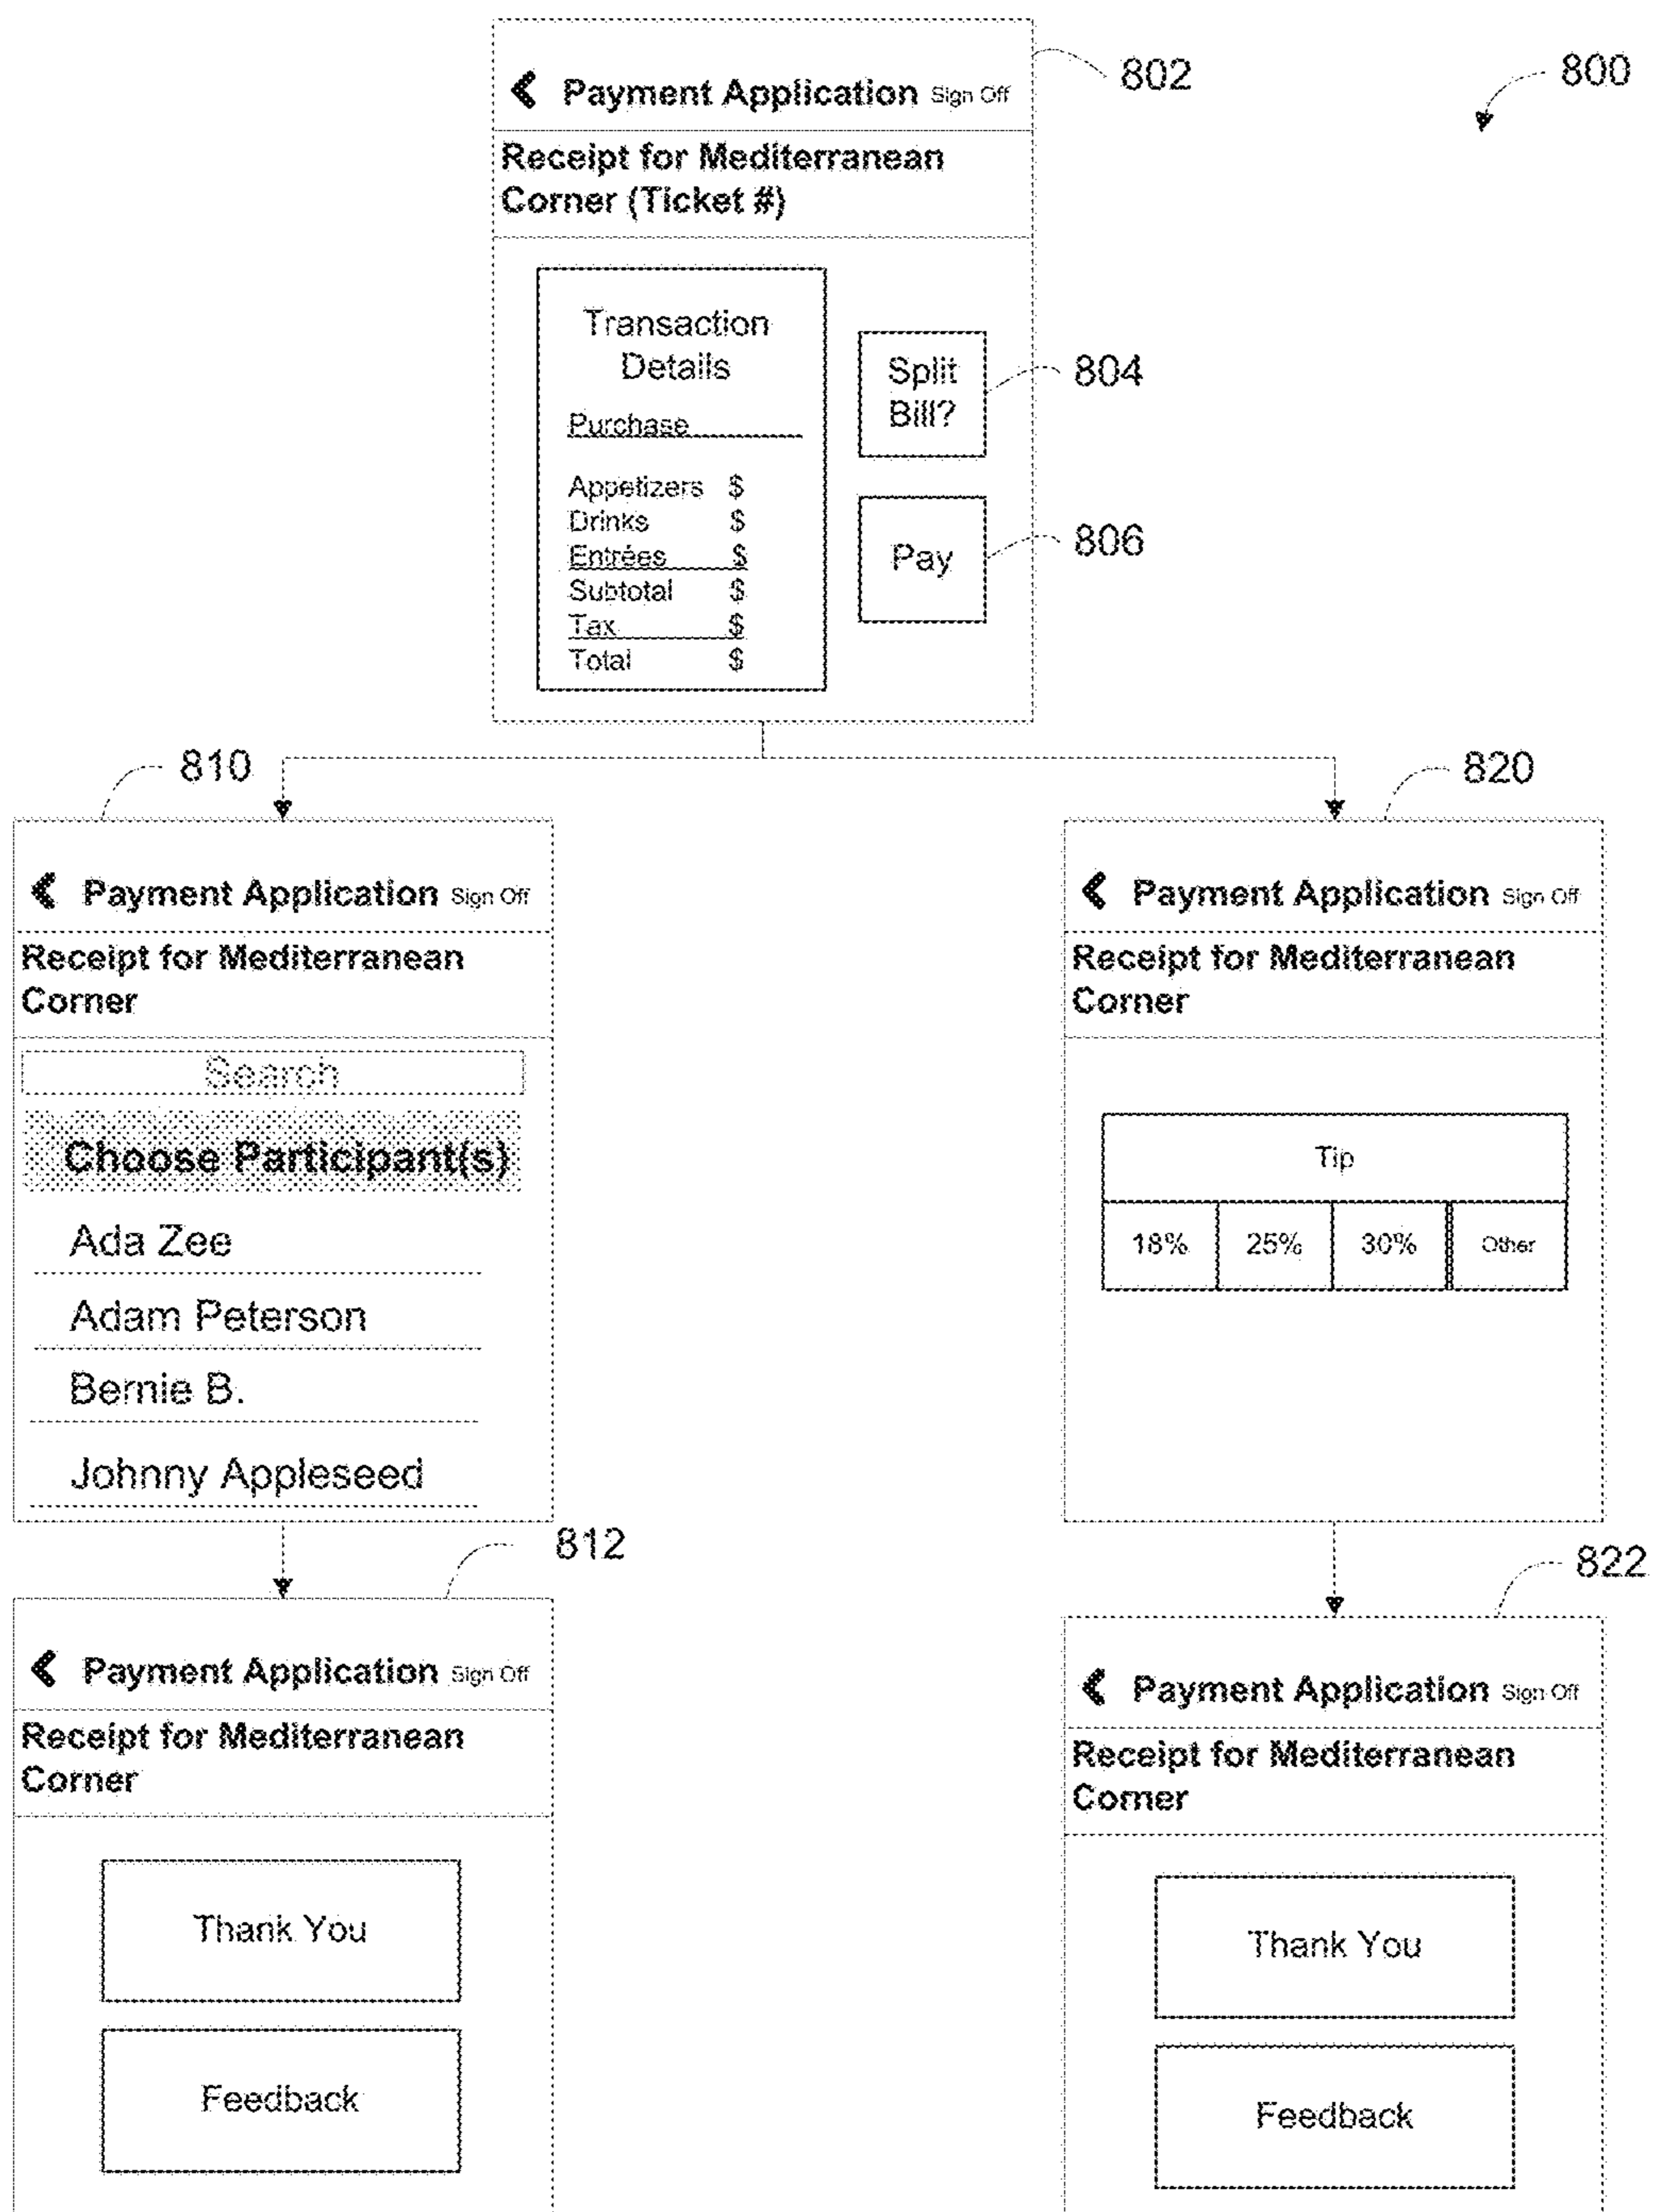 800
802
Payment Application Sign Off
Receipt for Mediterranean
Corner (Ticket #)
Transaction
Details
Purchase
Appetizers $
Drinks $
Entrées $
Subtotal $
Tax $
Total $
Split
Bill?
804
Pay
806
810
Payment Application Sign Off
Receipt for Mediterranean
Corner
Search
Choose Participant(s)
Ada Zee
Adam Peterson
Bernie B.
Johnny Appleseed
820
Payment Application Sign Off
Receipt for Mediterranean
Corner
Tip
18% 25% 30% Other
812
Payment Application Sign Off
Receipt for Mediterranean
Corner
Thank You
Feedback
822
Payment Application Sign Off
Receipt for Mediterranean
Corner
Thank You
Feedback